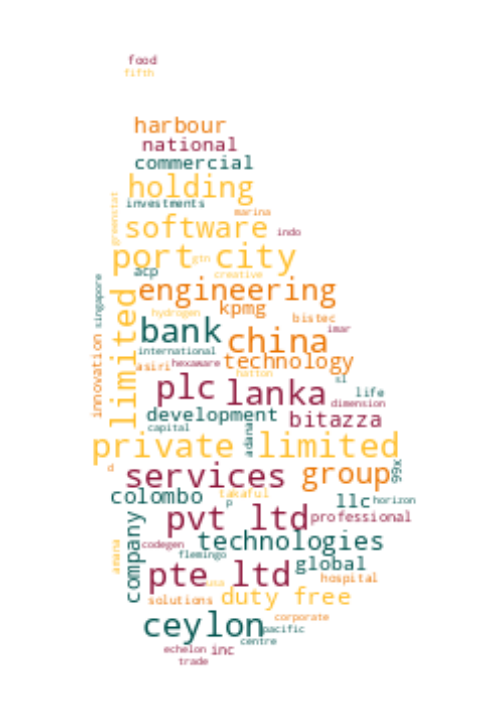 food
fifth
harbour
national
commercial
holding
investments
marina
greenstat
software
indo
port city
gtn
acp
creative
singapore
engineering
kpmg
hydrogen
bistec
limited
bank
china
imar
international
innovation
asiri
hexaware
technology
hatton
sl
plc
lanka
life
dimension
development
bitazza
capital
adana
private limited
d
services
group
99x
colombo
takaful
p
llc
horizon
company
pvt ltd
professional
technologies
codegen
flemingo
amana
global
pte ltd
usa
hospital
solutions
duty free
corporate
ceylon
pacific
centre
echelon
inc
trade